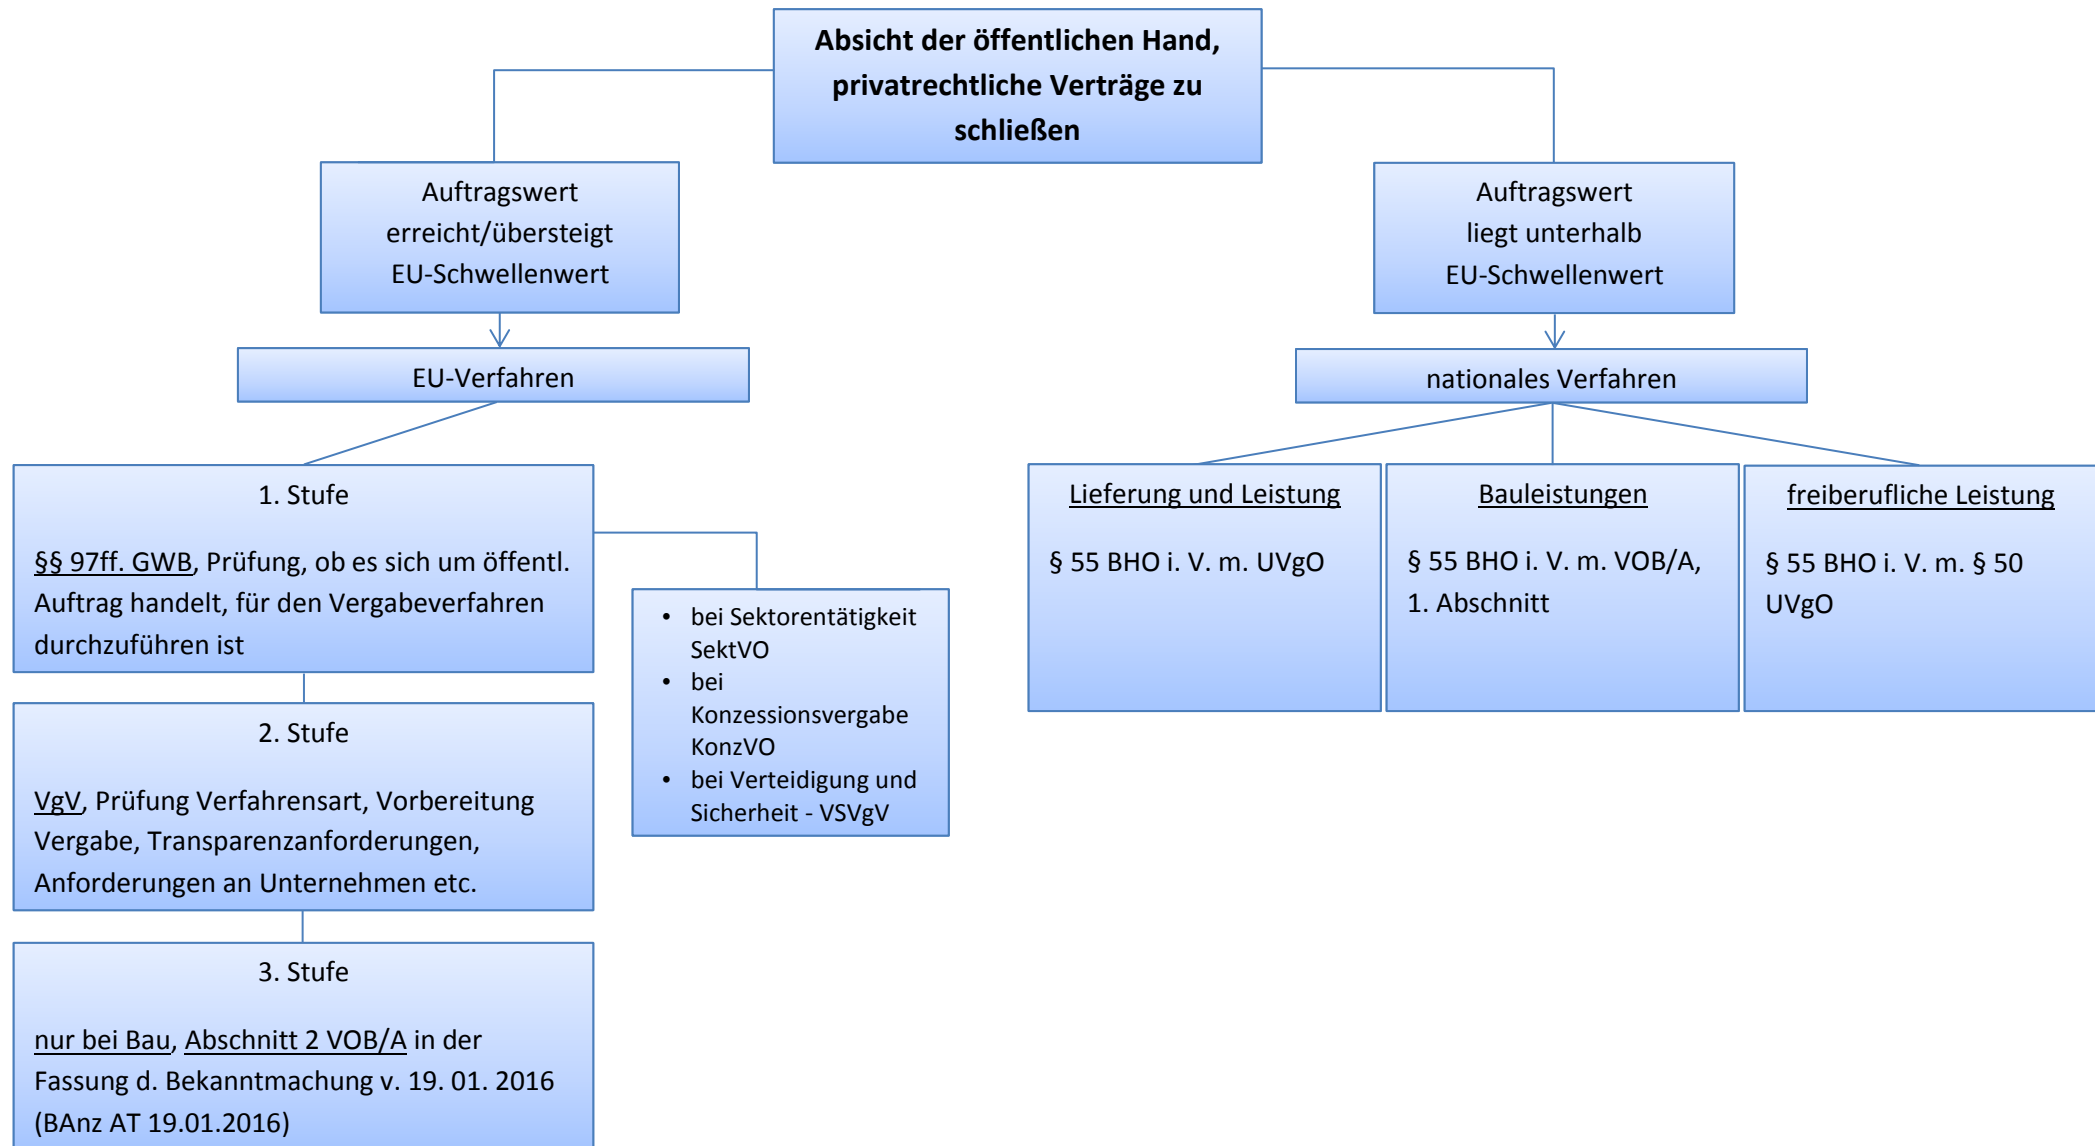 Absicht der öffentlichen Hand,
privatrechtliche Verträge zu
schließen
Auftragswert
erreicht/übersteigt
EU-Schwellenwert
EU-Verfahren
1. Stufe
§§ 97ff. GWB, Prüfung, ob es sich um öffentl.
Auftrag handelt, für den Vergabeverfahren
durchzuführen ist
• bei Sektorentätigkeit
SektVO
• bei
Konzessionsvergabe
KonzVO
• bei Verteidigung und
Sicherheit - VSVgV
2. Stufe
VgV, Prüfung Verfahrensart, Vorbereitung
Vergabe, Transparenzanforderungen,
Anforderungen an Unternehmen etc.
3. Stufe
nur bei Bau, Abschnitt 2 VOB/A in der
Fassung d. Bekanntmachung v. 19. 01. 2016
(BAnz AT 19.01.2016)
Auftragswert
liegt unterhalb
EU-Schwellenwert
nationales Verfahren
Lieferung und Leistung
§ 55 BHO i. V. m. UVgO
Bauleistungen
§ 55 BHO i. V. m. VOB/A,
1. Abschnitt
freiberufliche Leistung
§ 55 BHO i. V. m. § 50
UVgO